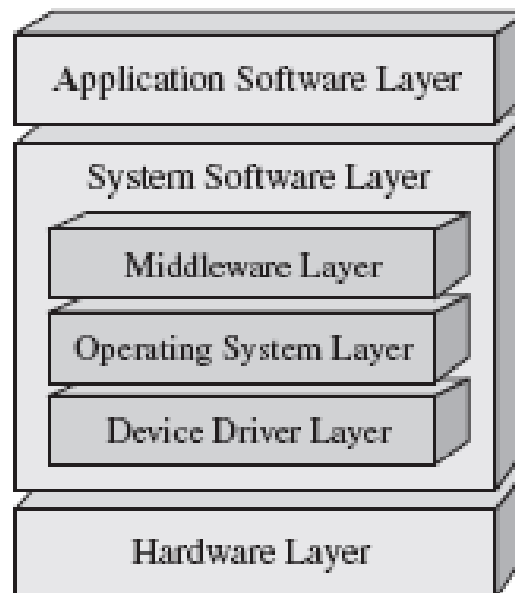 Application Software Layer
System Software Layer
Middleware Layer
Operating System Layer
Device Driver Layer
Hardware Layer